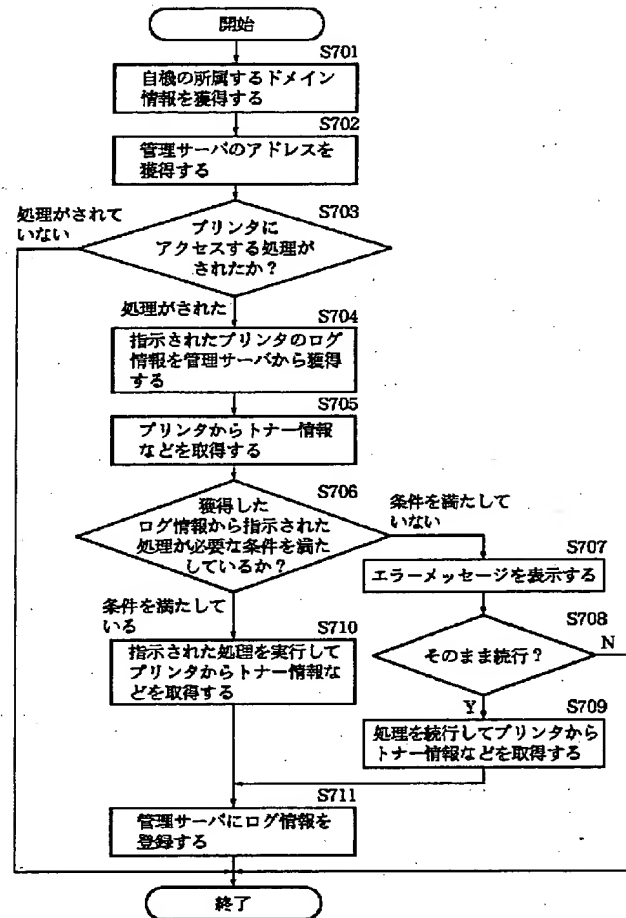 開始
S701
自機の所属するドメイン
情報を獲得する
S702
管理サーバのアドレスを
獲得する
S703
処理がされて
いない
プリンタに
アクセスする処理が
されたか？
処理がされた
S704
指示されたプリンタのログ
情報を管理サーバから獲得
する
S705
プリンタからトナー情報
などを取得する
S706
獲得した
ログ情報から指示された
処理が必要な条件を満た
しているか？
条件を満たして
いない
S707
エラーメッセージを表示する
S708
そのまま続行？
N
Y
条件を満たして
いる
S710
指示された処理を実行して
プリンタからトナー情報な
どを取得する
S709
処理を続行してプリンタから
トナー情報などを取得する
S711
管理サーバにログ情報を
登録する
終了